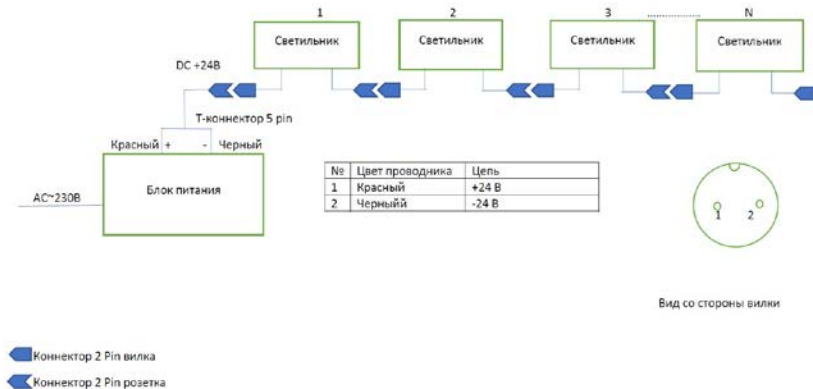 1 2 3 ............ N
Светильник Светильник Светильник Светильник
DC +24В
Т-коннектор 5 pin
Красный + - Черный
Блок питания
AC~230В
№ Цвет проводника Цепь
1 Красный +24 В
2 Черныйй -24 В
1 2
Вид со стороны вилки
Коннектор 2 Pin вилка
Коннектор 2 Pin розетка